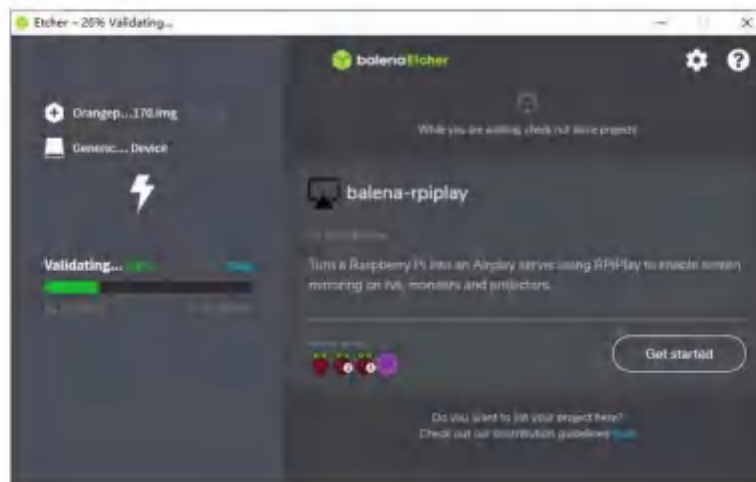 Etcher – 26% Validating...
balenaEtcher
Orangep...170.img
Generic... Device
While you are waiting, check out these projects
balena-rpiplay
Validating...
Turns a Raspberry Pi into an Airplay server using RPiPlay to enable screen
mirroring on tvs, monitors and projectors.
Get started
Do you want to list your project here?
Check out our contribution guidelines